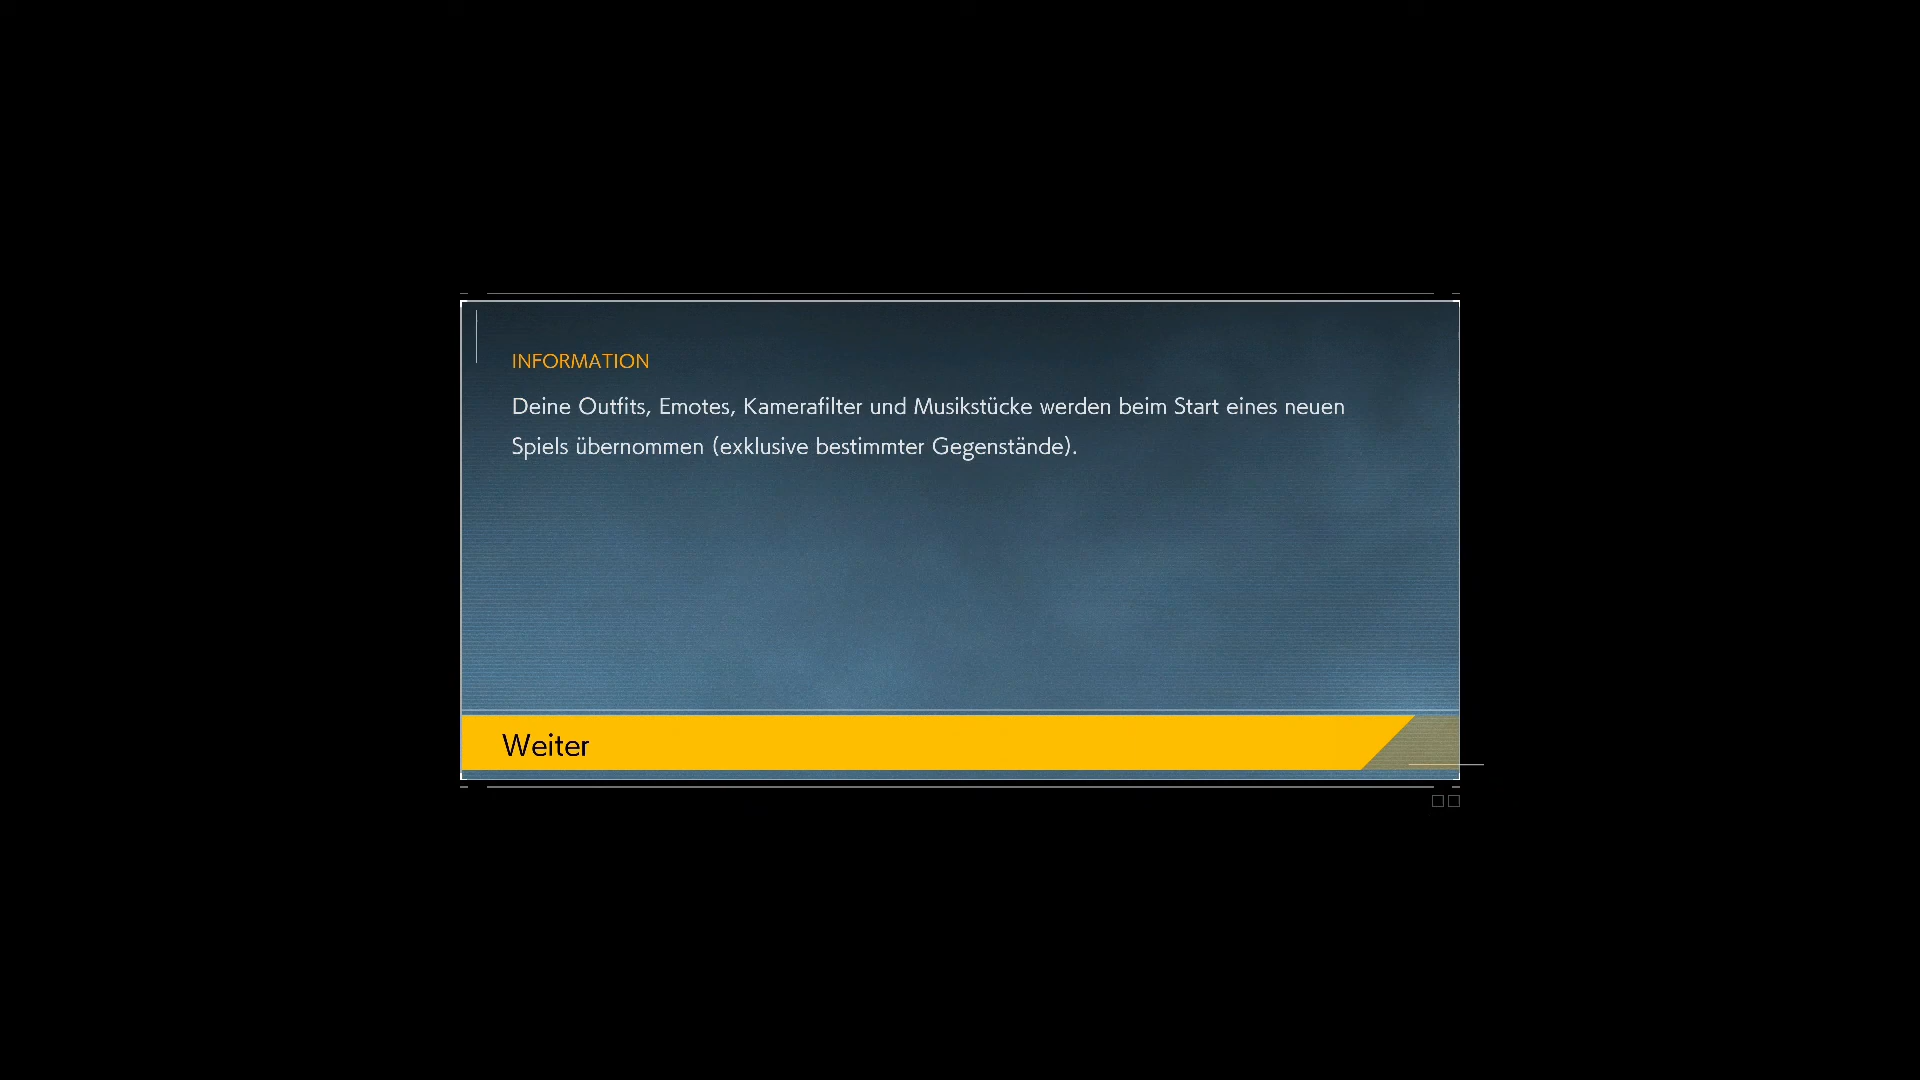 INFORMATION
Deine Outfits, Emotes, Kamerafilter und Musikstücke werden beim Start eines neuen
Spiels übernommen (exklusive bestimmter Gegenstände).
Weiter